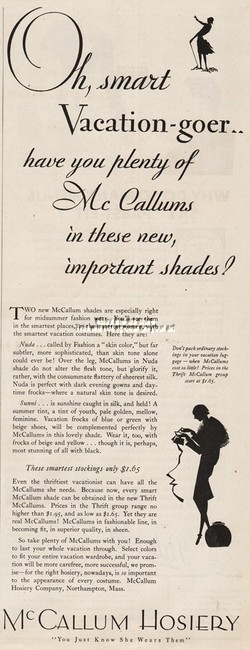 Oh, smart
Vacation-goer..
have you plenty of
Mc Callums
in these new,
important shades?
TWO new McCallum shades are especially right
for midsummer fashion
in the smartest places,
the smartest vacation costumes. Here they are:
Nuda . . . called by Fashion a "skin color," but far
subtler, more sophisticated, than skin tone alone
could ever be! Over the leg, McCallums in Nuda
shade do not alter the flesh tone, but glorify it,
rather, with the consummate flattery of sheerest silk.
Nuda is perfect with dark evening gowns and day-
time frocks—where a natural skin tone is desired.
Sunni . . . is sunshine caught in silk, and held! A
summer tint, a tint of youth, pale golden, mellow,
feminine. Vacation frocks of blue or green with
beige shoes, will be complemented perfectly by
McCallums in this lovely shade. Wear it, too, with
frocks of beige and yellow . . . though it is, perhaps,
most stunning of all with black.
Don't pack ordinary stock-
ings in your vacation lug-
gage — when McCallums
cost so little! Prices in the
Thrift McCallum group
start at $1.65.
These smartest stockings only $1.65
Even the thriftiest vacationist can have all the
McCallums she needs. Because now, every smart
McCallum shade can be obtained in the new Thrift
McCallums. Prices in the Thrift group range no
higher than $1.95, and as low as $1.65. Yet they are
real McCallums! McCallums in fashionable line, in
becoming fit, in superior quality, in sheen.
So take plenty of McCallums with you! Enough
to last your whole vacation through. Select colors
to fit your entire vacation wardrobe, and your vaca-
tion will be more carefree, more successful, we prom-
ise—for the right hosiery, nowadays, is so important
to the appearance of every costume. McCallum
Hosiery Company, Northampton, Mass.
McCALLUM HOSIERY
"You Just Know She Wears Them"